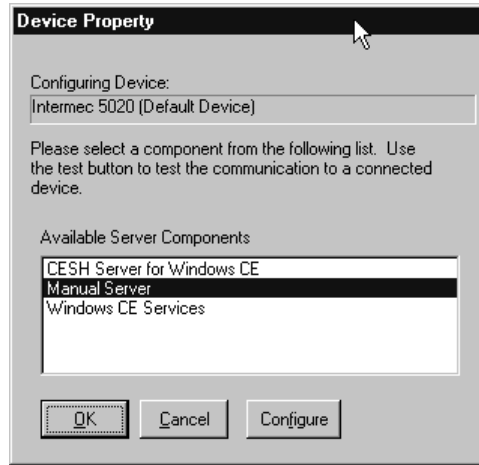 Device Property
Configuring Device:
Intermec 5020 (Default Device)
Please select a component from the following list. Use
the test button to test the communication to a connected
device.
Available Server Components
CESH Server for Windows CE
Manual Server
Windows CE Services
OK Cancel Configure